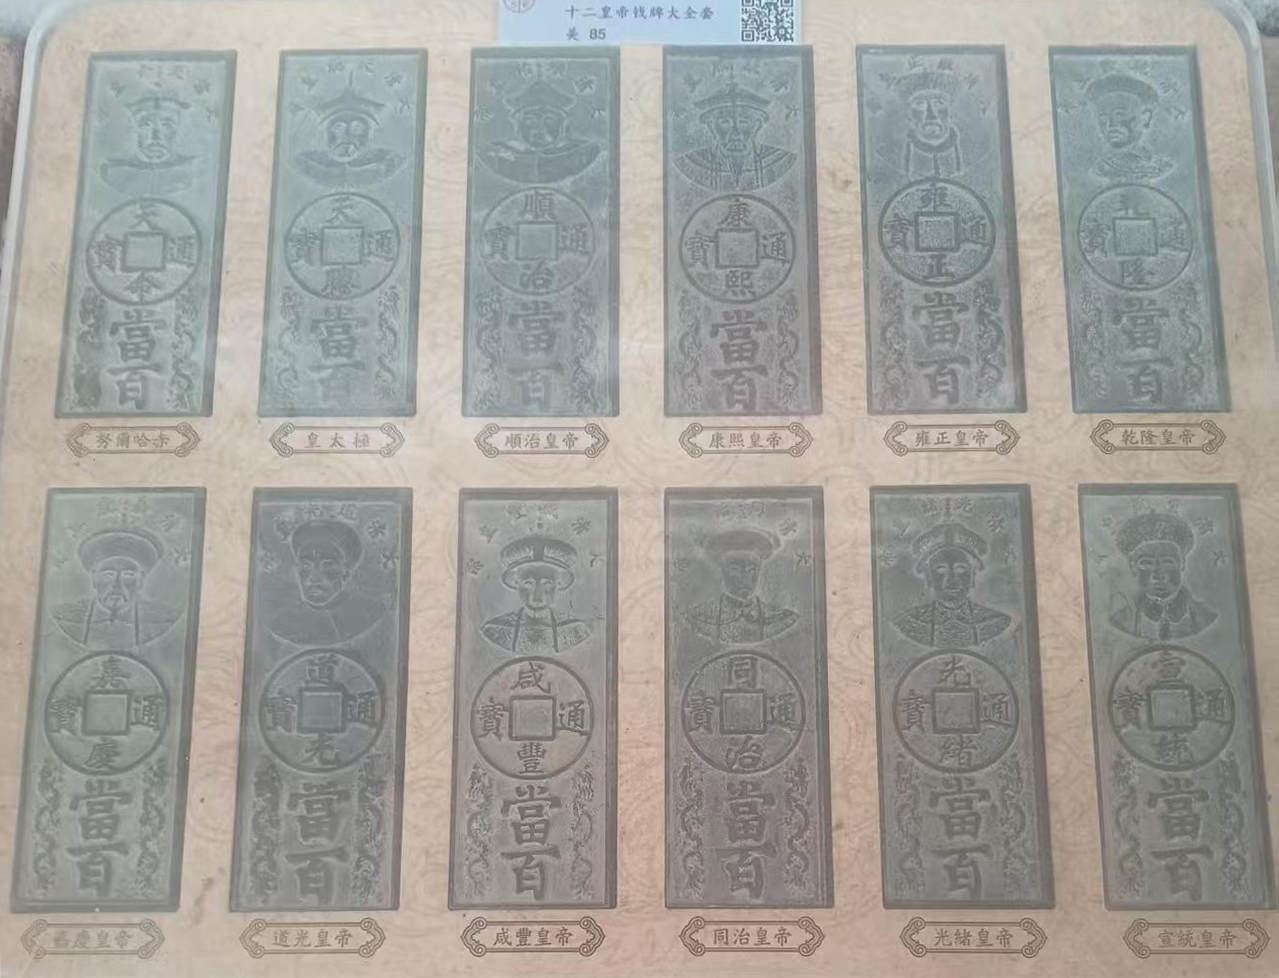 十二皇帝钱牌大全套
美 85
天命通寶
當百
天聰通寶
當百
順治通寶
當百
康熙通寶
當百
雍正通寶
當百
隆通寶
當百
努爾哈赤
皇太極
順治皇帝
康熙皇帝
雍正皇帝
乾隆皇帝
嘉慶通寶
當百
道光通寶
當百
咸豐通寶
當百
同治通寶
當百
光緒通寶
當百
宣統通寶
當百
嘉慶皇帝
道光皇帝
咸豐皇帝
同治皇帝
光緒皇帝
宣統皇帝